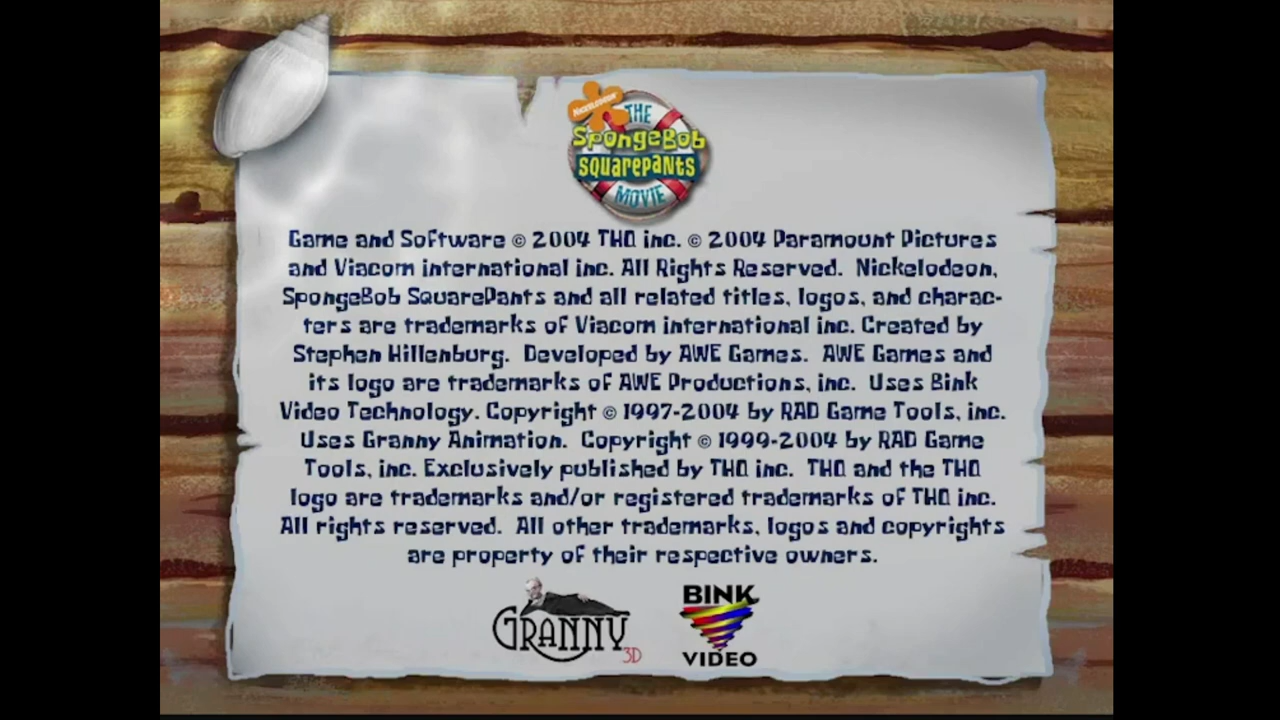 NICKELODEON
THE
SpongeBob
SQUAREPANTS
MOVIE
Game and Software © 2004 THQ inc. © 2004 Paramount Pictures
and Viacom international inc. All Rights Reserved. Nickelodeon,
SpongeBob SquarePants and all related titles, logos, and charac-
ters are trademarks of Viacom international inc. Created by
Stephen Hillenburg. Developed by AWE Games. AWE Games and
its logo are trademarks of AWE Productions, inc. Uses Bink
Video Technology. Copyright © 1997-2004 by RAD Game Tools, inc.
Uses Granny Animation. Copyright © 1999-2004 by RAD Game
Tools, inc. Exclusively published by THQ inc. THQ and the THQ
logo are trademarks and/or registered trademarks of THQ inc.
All rights reserved. All other trademarks, logos and copyrights
are property of their respective owners.
GRANNY
3D
BINK
VIDEO